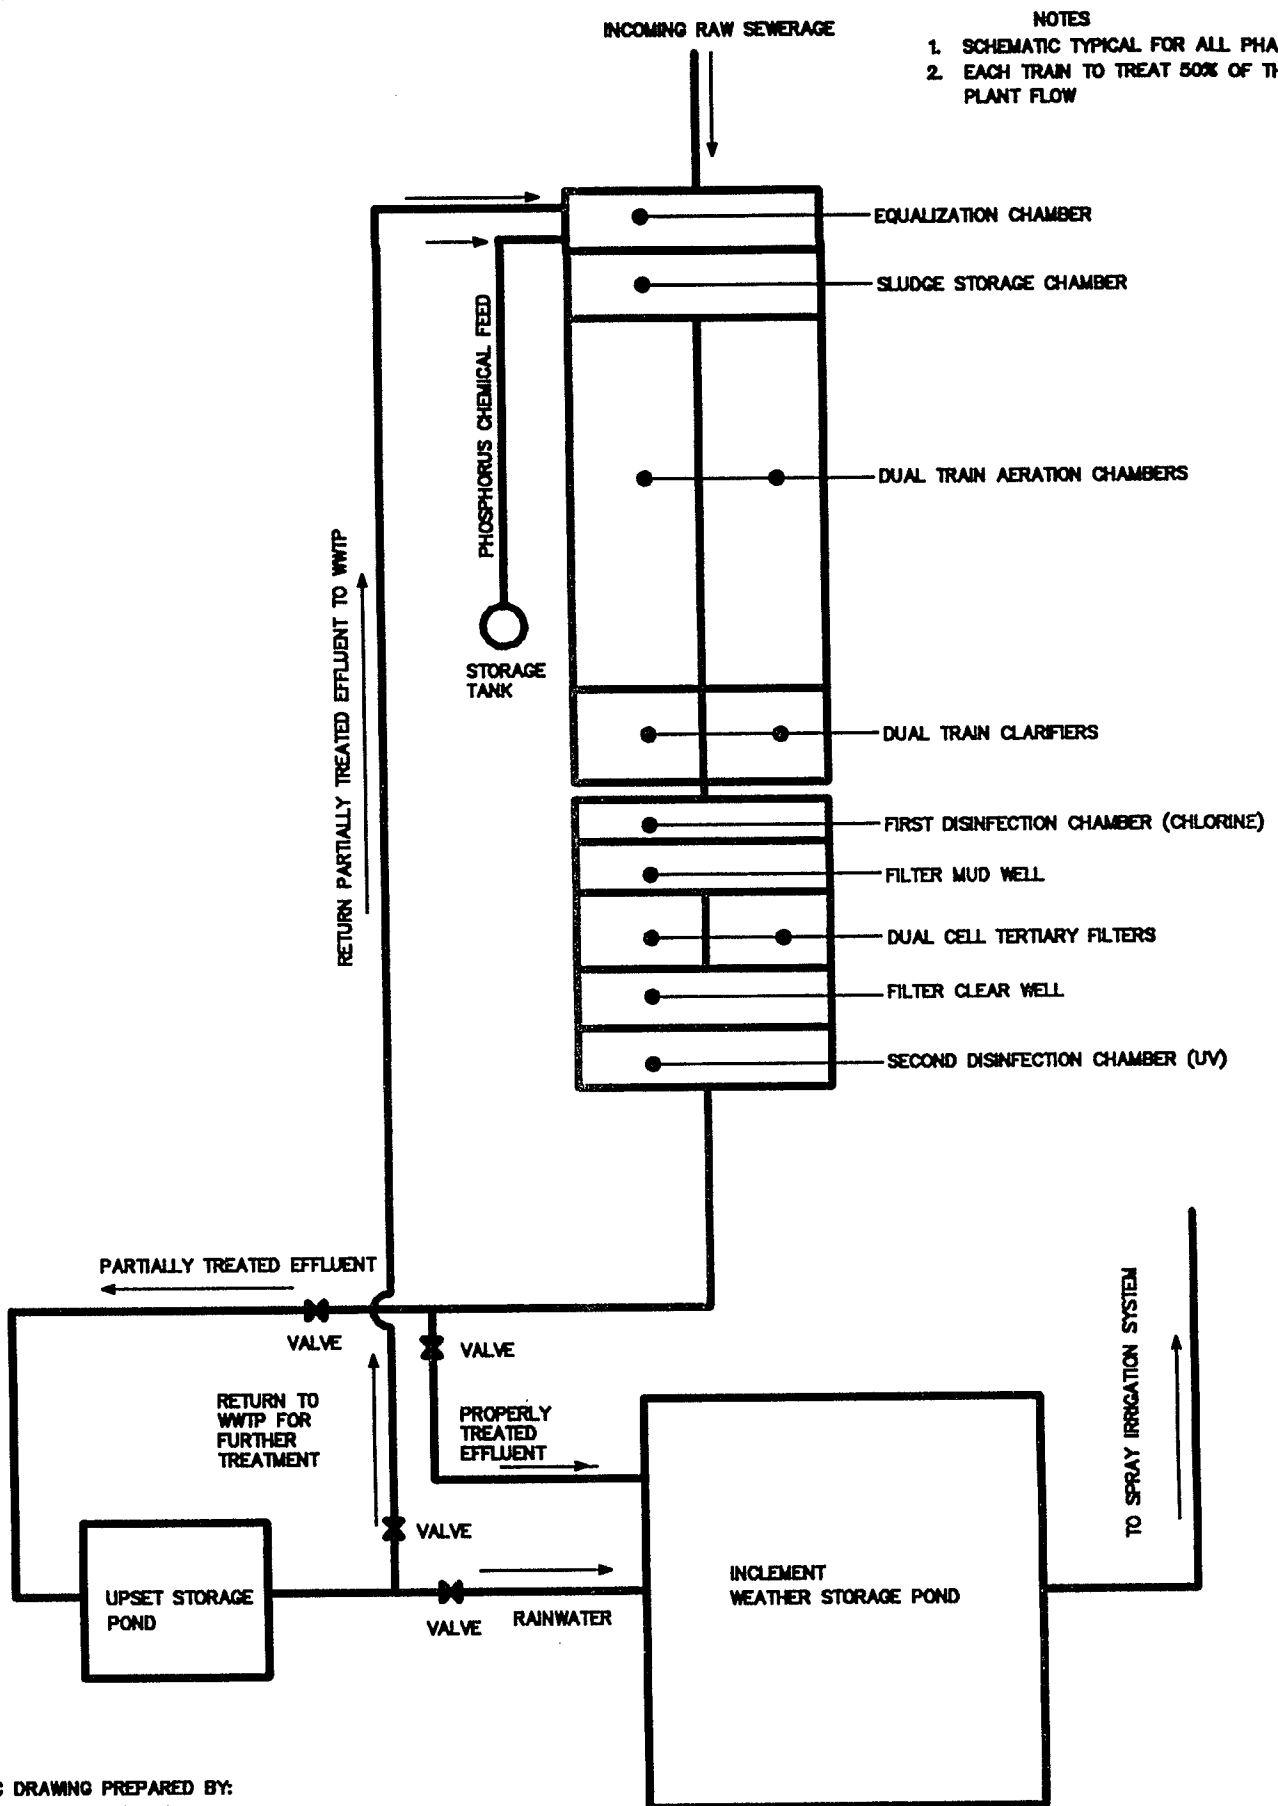 INCOMING RAW SEWERAGE
NOTES
1. SCHEMATIC TYPICAL FOR ALL
2. EACH TRAIN TO TREAT 50% OF
PLANT FLOW
EQUALIZATION CHAMBER
SLUDGE STORAGE CHAMBER
PHOSPHORUS CHEMICAL FEED
DUAL TRAIN AERATION CHAMBERS
RETURN PARTIALLY TREATED EFFLUENT TO WWTP
STORAGE
TANK
DUAL TRAIN CLARIFIERS
FIRST DISINFECTION CHAMBER (CHLORINE)
FILTER MUD WELL
DUAL CELL TERTIARY FILTERS
FILTER CLEAR WELL
SECOND DISINFECTION CHAMBER (UV)
PARTIALLY TREATED EFFLUENT
VALVE
VALVE
RETURN TO
WWTP FOR
FURTHER
TREATMENT
PROPERLY
TREATED
EFFLUENT
TO SPRAY IRRIGATION SYSTEM
VALVE
UPSET STORAGE
POND
VALVE
RAINWATER
INCLEMENT
WEATHER STORAGE POND
DRAWING PREPARED BY: